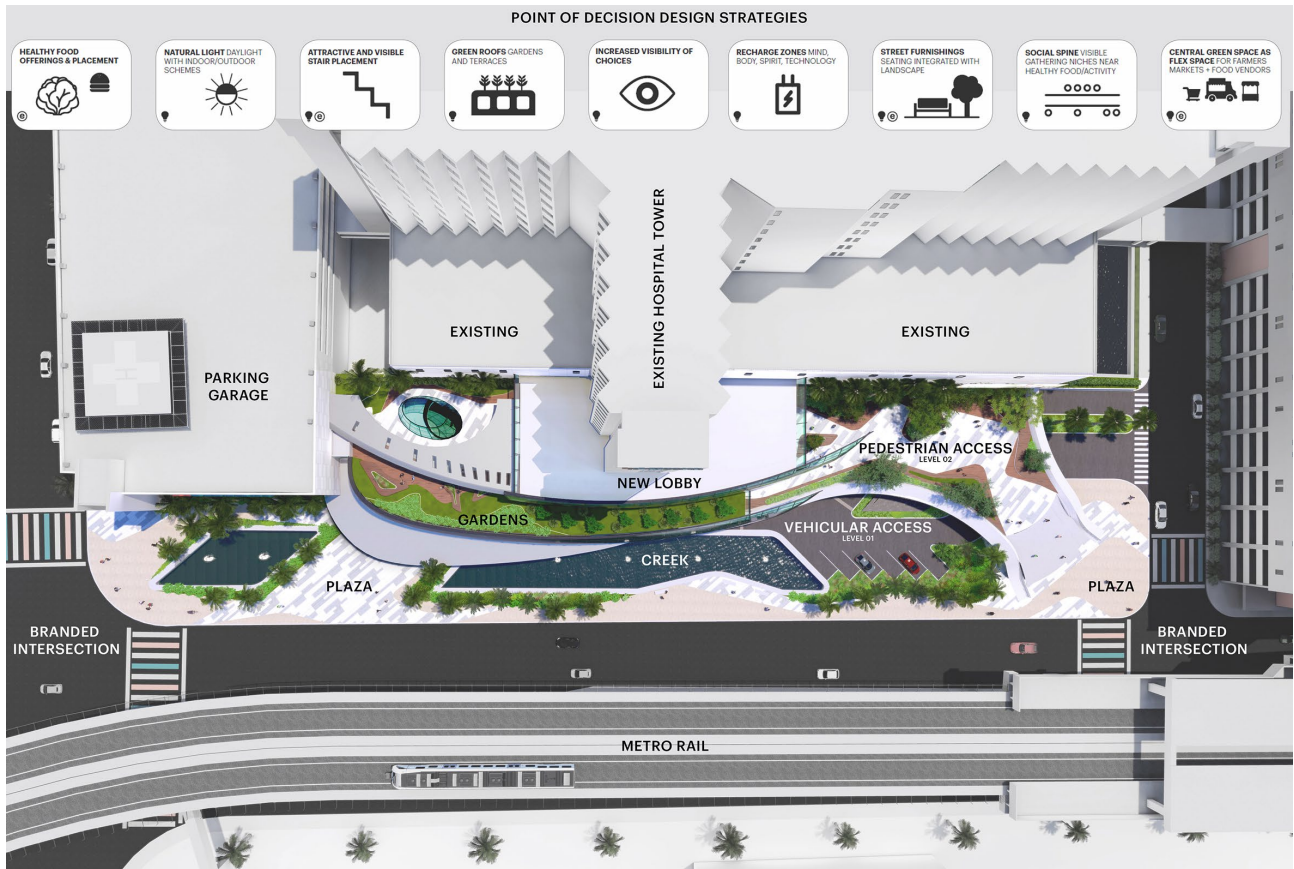 POINT OF DECISION DESIGN STRATEGIES
HEALTHY FOOD
OFFERINGS & PLACEMENT
e
NATURAL LIGHT DAYLIGHT
WITH INDOOR/OUTDOOR
SCHEMES
ATTRACTIVE AND VISIBLE
STAIR PLACEMENT
e
GREEN ROOFS GARDENS
AND TERRACES
INCREASED VISIBILITY OF
CHOICES
RECHARGE ZONES MIND,
BODY, SPIRIT, TECHNOLOGY
STREET FURNISHINGS
SEATING INTEGRATED WITH
LANDSCAPE
e
SOCIAL SPINE VISIBLE
GATHERING NICHES NEAR
HEALTHY FOOD/ACTIVITY
CENTRAL GREEN SPACE AS
FLEX SPACE FOR FARMERS
MARKETS + FOOD VENDORS
e
EXISTING HOSPITAL TOWER
EXISTING
EXISTING
PARKING
GARAGE
H
PEDESTRIAN ACCESS
LEVEL 02
NEW LOBBY
GARDENS
VEHICULAR ACCESS
LEVEL 01
CREEK
PLAZA
PLAZA
BRANDED
INTERSECTION
BRANDED
INTERSECTION
METRO RAIL